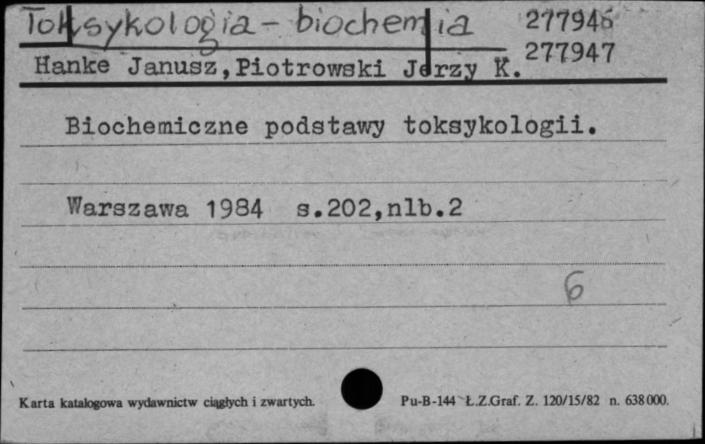 Toksykologia - biochemia 277946
277947
Hanke Janusz,Piotrowski Jerzy K.
Biochemiczne podstawy toksykologii.
Warszawa 1984 s.202,nlb.2
6
Karta katalogowa wydawnictw ciągłych i zwartych. Pu-B-144 Ł.Z.Graf. Z. 120/15/82 n. 638000.